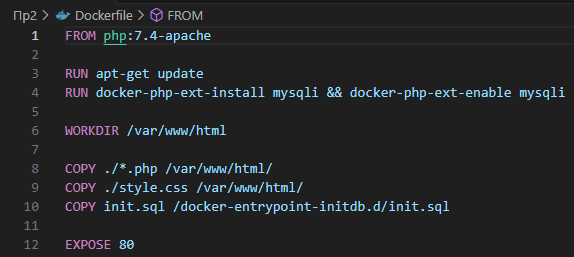 Пр2 > Dockerfile > FROM
1 FROM php:7.4-apache
2
3 RUN apt-get update
4 RUN docker-php-ext-install mysqli && docker-php-ext-enable mysqli
5
6 WORKDIR /var/www/html
7
8 COPY ./*.php /var/www/html/
9 COPY ./style.css /var/www/html/
10 COPY init.sql /docker-entrypoint-initdb.d/init.sql
11
12 EXPOSE 80